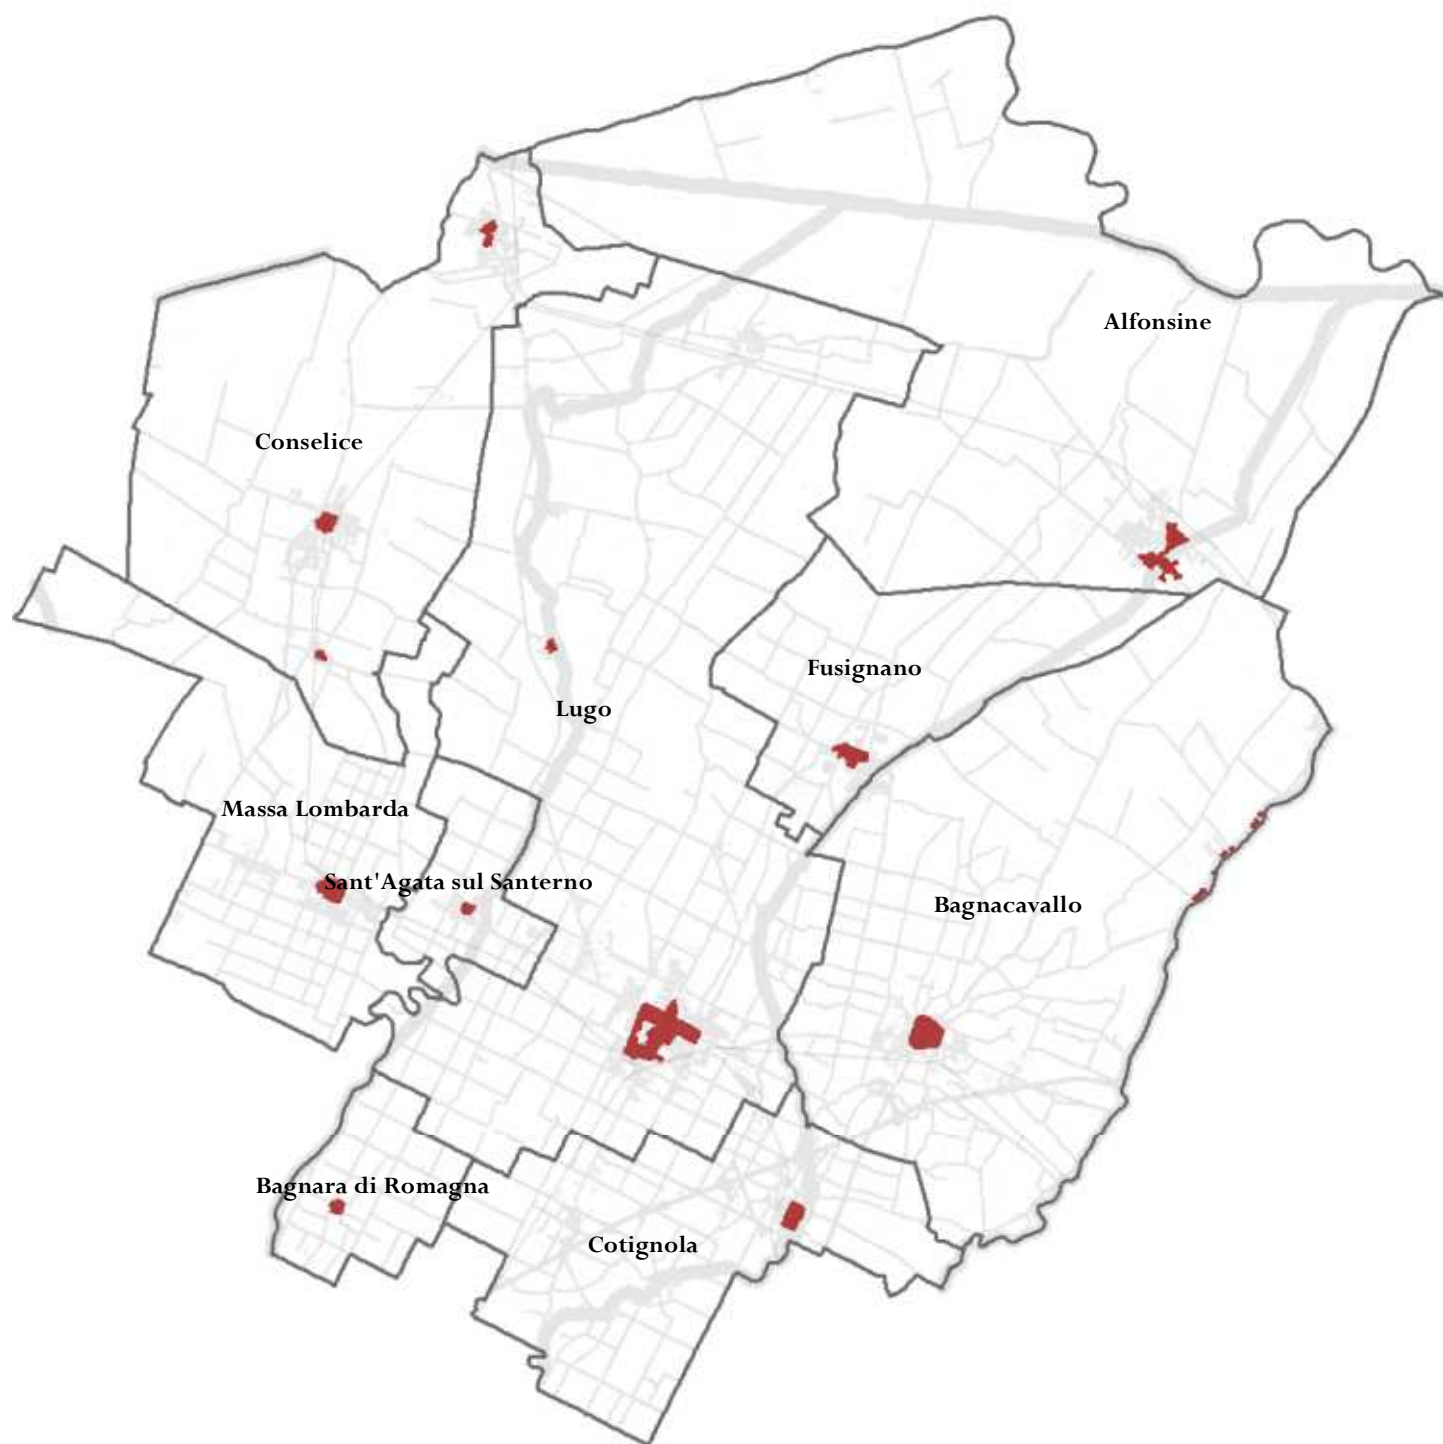 Alfonsine
Conselice
Fusignano
Lugo
Massa Lombarda
Sant'Agata sul Santerno
Bagnacavallo
Bagnara di Romagna
Cotignola